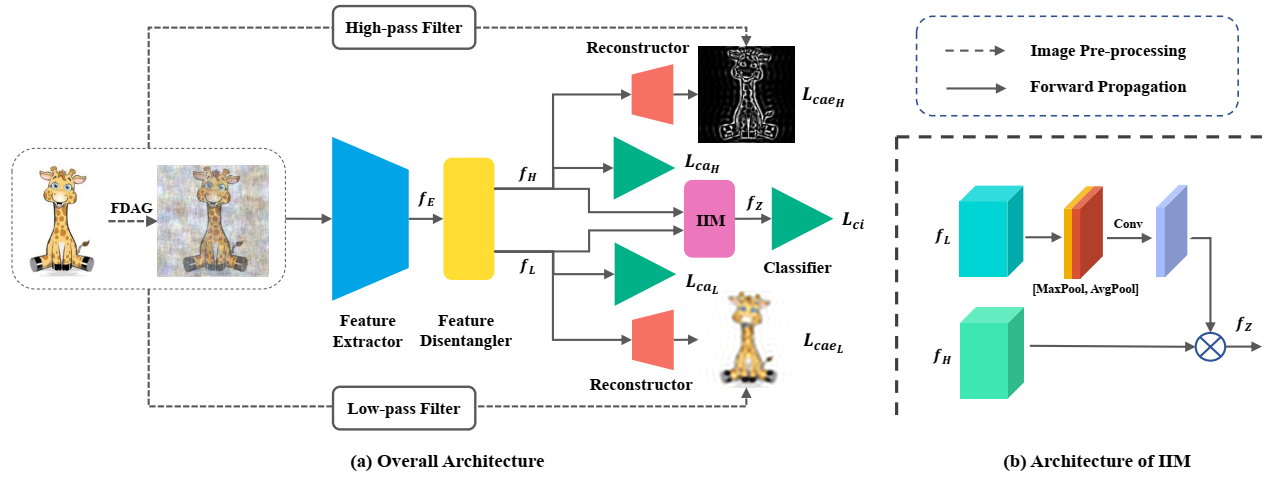 High-pass Filter
Reconstructor
L_{cae_H}
FDAG
f_E
f_H
L_{ca_H}
IIM
f_Z
L_{ci}
f_L
L_{ca_L}
Classifier
Feature
Extractor
Feature
Disentangler
L_{cae_L}
Reconstructor
Low-pass Filter
(a) Overall Architecture
Image Pre-processing
Forward Propagation
f_L
Conv
[MaxPool, AvgPool]
f_H
f_Z
(b) Architecture of IIM